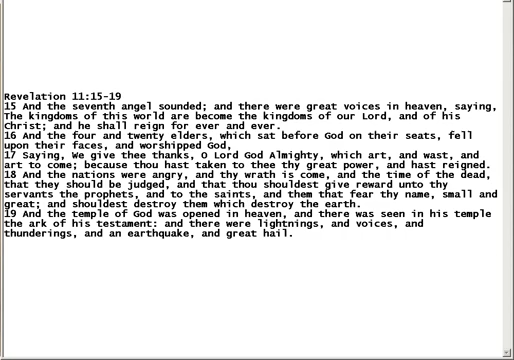 Revelation 11:15-19
15 And the seventh angel sounded; and there were great voices in heaven, saying,
The kingdoms of this world are become the kingdoms of our Lord, and of his
Christ; and he shall reign for ever and ever.
16 And the four and twenty elders, which sat before God on their seats, fell
upon their faces, and worshipped God,
17 Saying, We give thee thanks, O Lord God Almighty, which art, and wast, and
art to come; because thou hast taken to thee thy great power, and hast reigned.
18 And the nations were angry, and thy wrath is come, and the time of the dead,
that they should be judged, and that thou shouldest give reward unto thy
servants the prophets, and to the saints, and them that fear thy name, small and
great; and shouldest destroy them which destroy the earth.
19 And the temple of God was opened in heaven, and there was seen in his temple
the ark of his testament: and there were lightnings, and voices, and
thunderings, and an earthquake, and great hail.